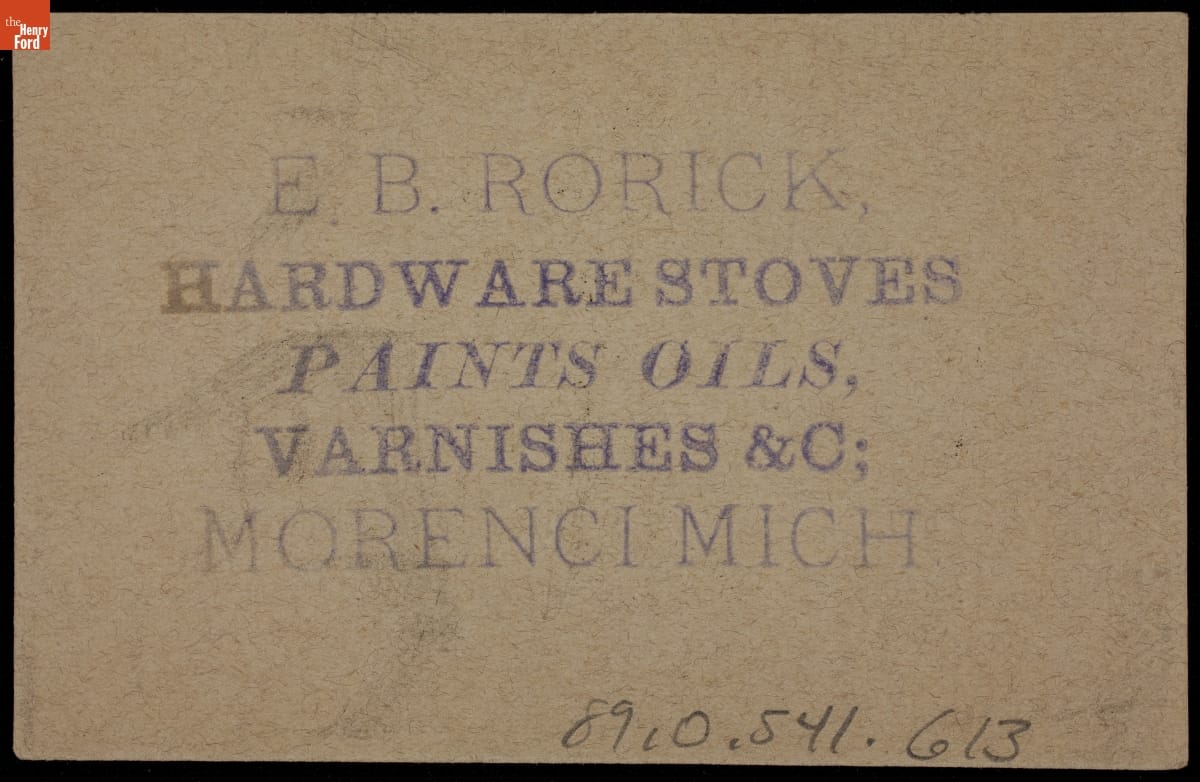 the
Henry
Ford
E. B. RORICK,
HARDWARE STOVES
PAINTS OILS,
VARNISHES &C;
MORENCI MICH
89.0.541.613